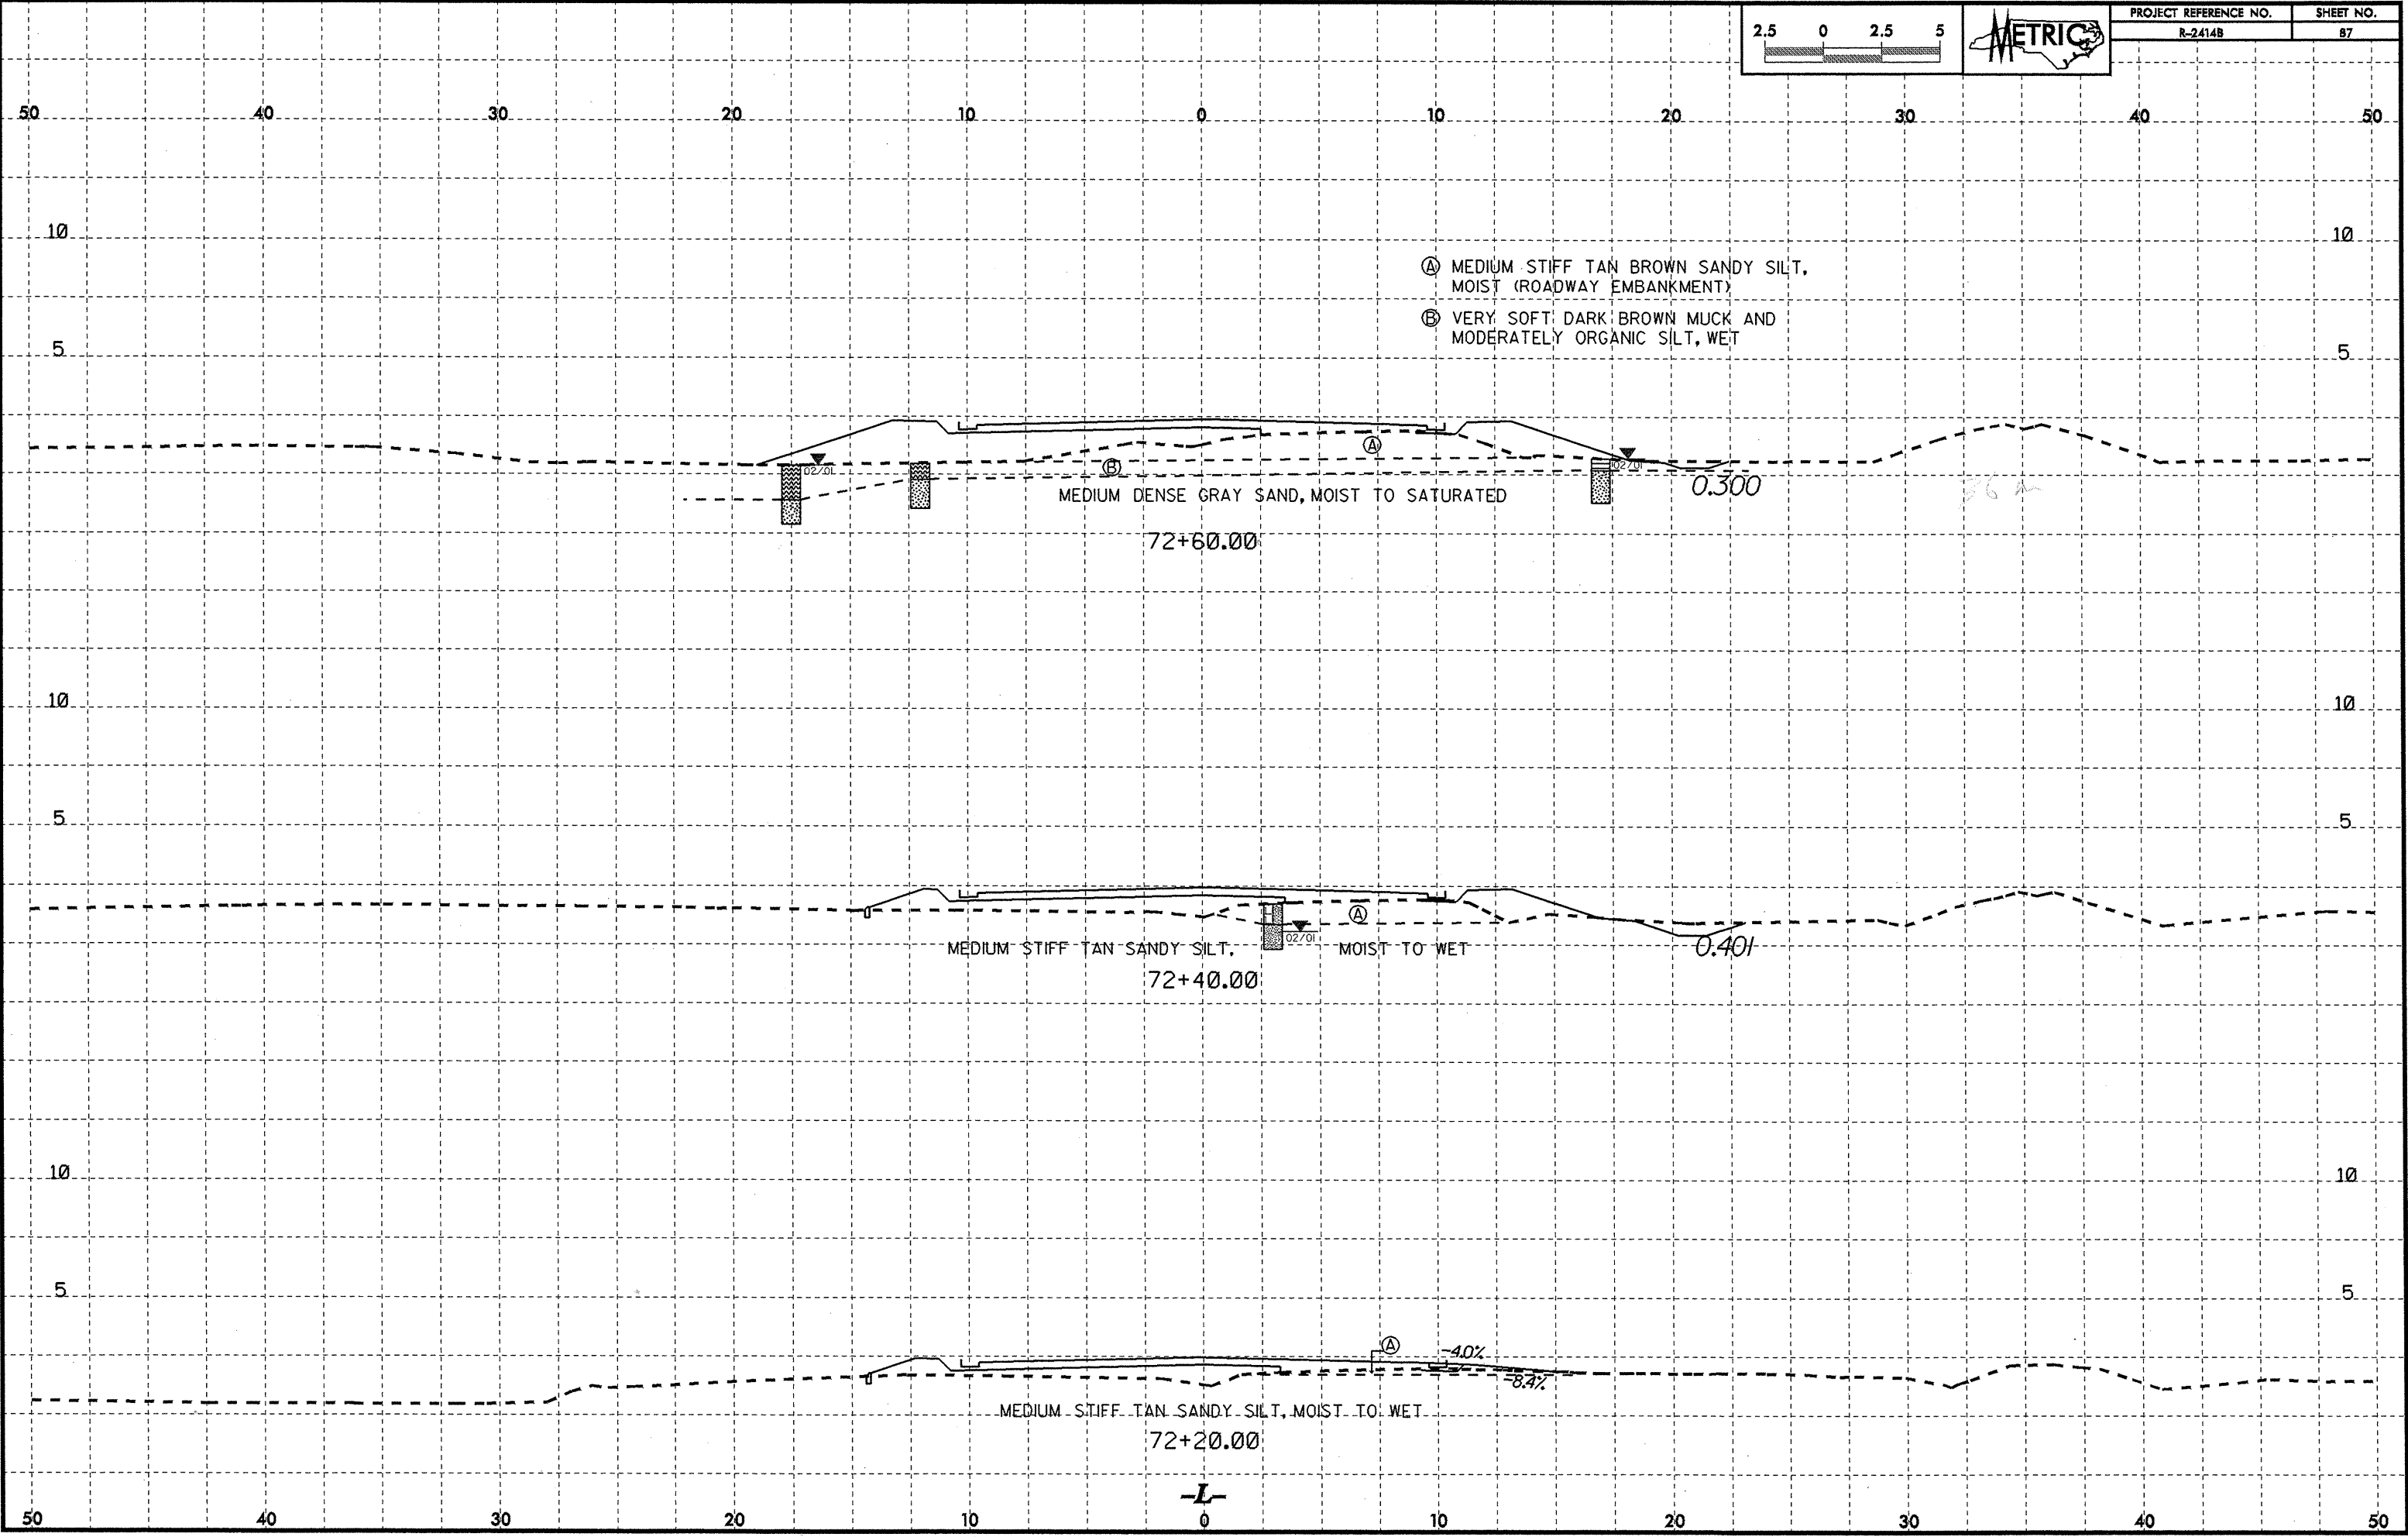 2.5 0 2.5 5
METRIC
PROJECT REFERENCE NO. SHEET NO.
R-2414B 87
50 40 30 20 10 0 10 20 30 40 50
10 10
Ⓐ MEDIUM STIFF TAN BROWN SANDY SILT,
MOIST (ROADWAY EMBANKMENT)
Ⓑ VERY SOFT DARK BROWN MUCK AND
MODERATELY ORGANIC SILT, WET
5 5
Ⓐ
Ⓑ
02/01 02/01
MEDIUM DENSE GRAY SAND, MOIST TO SATURATED
0.300
72+60.00
10 10
5 5
Ⓐ
02/01
MEDIUM STIFF TAN SANDY SILT, MOIST TO WET
0.401
72+40.00
10 10
5 5
Ⓐ
-4.0%
-8.4%
MEDIUM STIFF TAN SANDY SILT, MOIST TO WET
72+20.00
-L-
50 40 30 20 10 0 10 20 30 40 50